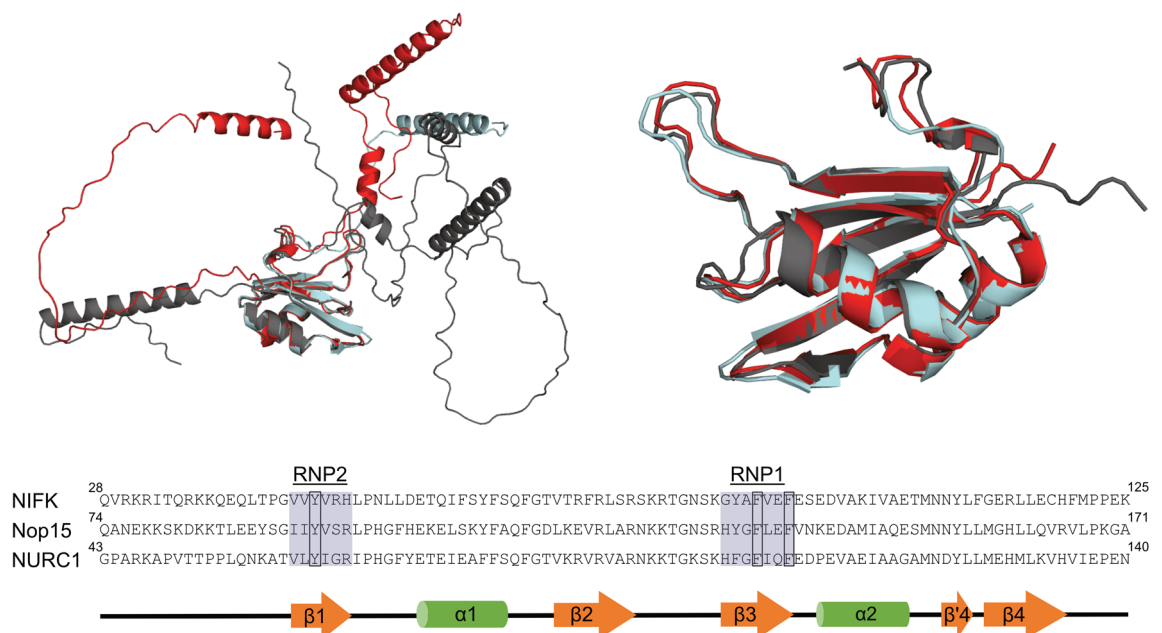 RNP2 RNP1
28 125
NIFK QVRKRITQRKKQEQLTPGVVYVRHLPNLLDETQIFSYFSQFGTVTRFRLSRSKRTGNSKGYAFVEFESEDVAKIVAETMNNYLFGERLLECHFMPPEK
74 171
Nop15 QANEKKSKDKKTLEEYSGIIYVSRLPHGFHEKELSKYFAQFGDLKEVRLARNKKTGNSRHYGFLEFVNKEDAMIAQESMNNYLLMGHLLQVRVLPKGA
43 140
NURC1 GPARKAPVTTPPLQNKATVLYIGRIPHGFYETEIEAFFSQFGTVKRVRVARNKKTGKSKHFGFIQFEDPEVAEIAAGAMNDYLLMEHMLKVHVIEPEN
β1 α1 β2 β3 α2 β'4 β4